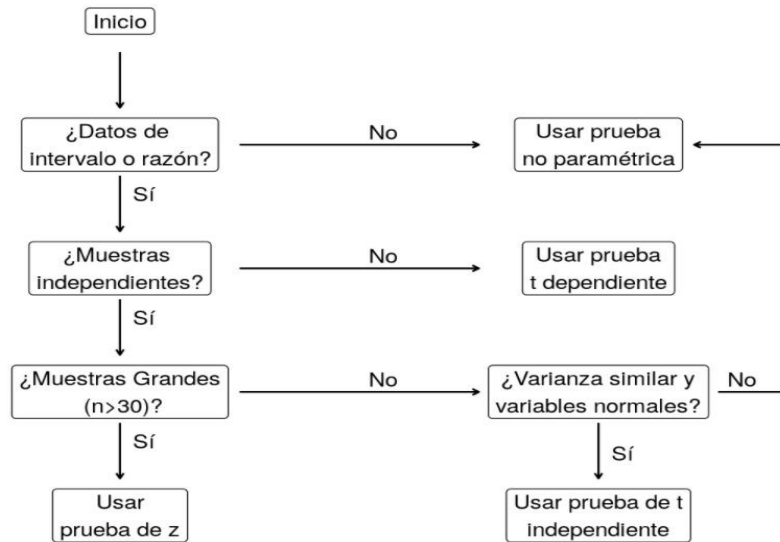 Inicio
¿Datos de
intervalo o razón?
No
Usar prueba
no paramétrica
Sí
¿Muestras
independientes?
No
Usar prueba
t dependiente
Sí
¿Muestras Grandes
(n>30)?
No
¿Varianza similar y
variables normales?
No
Sí
Sí
Usar
prueba de z
Usar prueba de t
independiente